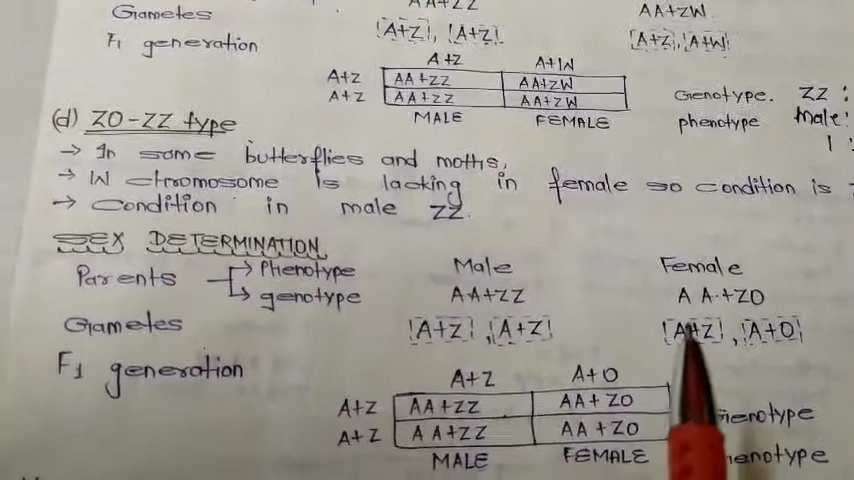 AA+ZZ AA+ZW
Gametes [A+Z], [A+Z] [A+Z], [A+W]
F1 generation
A+Z A+W
A+Z AA+ZZ AA+ZW
A+Z AA+ZZ AA+ZW
MALE FEMALE
Genotype. ZZ :
phenotype Male:
1 :
(d) ZO-ZZ type
→ In some butterflies and moths,
→ W chromosome is lacking in female so condition is
→ Condition in male ZZ.
SEX DETERMINATION
Parents → Phenotype Male Female
→ genotype AA+ZZ AA+ZO
Gametes [A+Z], [A+Z] [A+Z], [A+O]
F1 generation
A+Z A+O
A+Z AA+ZZ AA+ZO
A+Z AA+ZZ AA+ZO
MALE FEMALE
Genotype
henotype